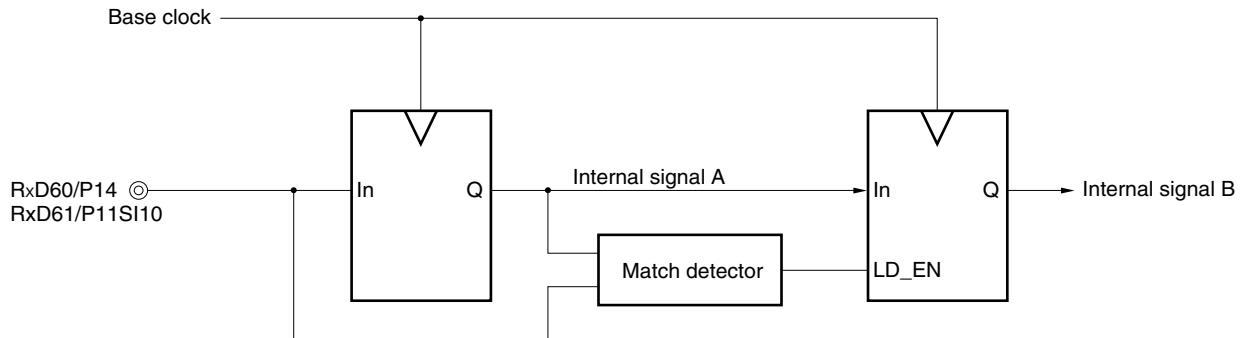 Base clock
RxD60/P14
RxD61/P11SI10
In
Q
Internal signal A
In
Q
Internal signal B
Match detector
LD_EN